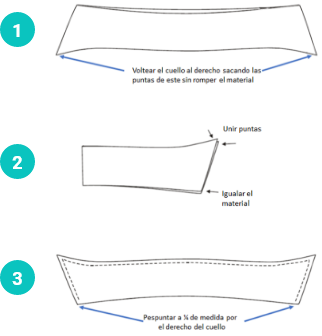 1
Voltear el cuello al derecho sacando las
puntas de este sin romper el material
2
Unir puntas
Igualar el
material
3
Pespuntar a ¼ de medida por
el derecho del cuello